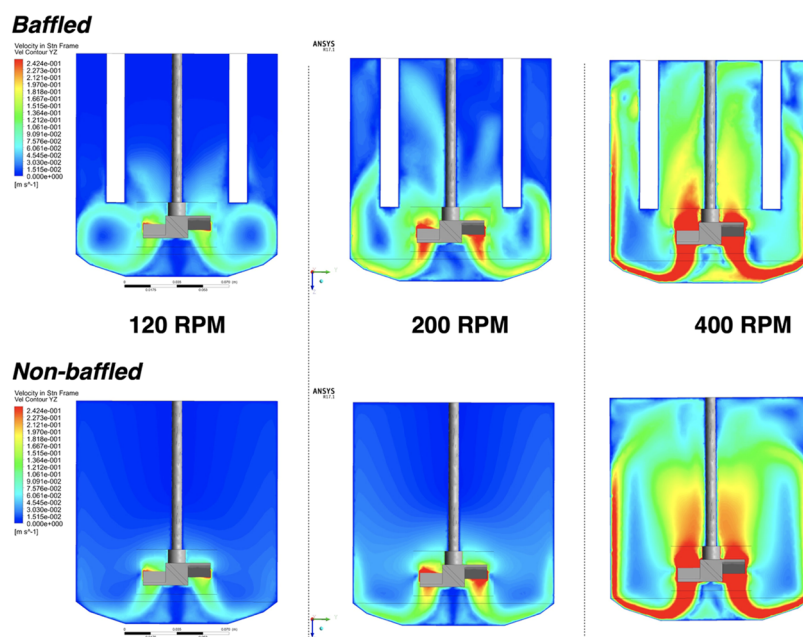 Baffled
Velocity in Stn Frame
Vel Contour YZ
2.424e-001
2.273e-001
2.121e-001
1.970e-001
1.818e-001
1.667e-001
1.515e-001
1.364e-001
1.212e-001
1.061e-001
9.091e-002
7.576e-002
6.061e-002
4.545e-002
3.030e-002
1.515e-002
0.000e+000
[m s^-1]
ANSYS
R17.1
120 RPM
200 RPM
400 RPM
Non-baffled
Velocity in Stn Frame
Vel Contour YZ
2.424e-001
2.273e-001
2.121e-001
1.970e-001
1.818e-001
1.667e-001
1.515e-001
1.364e-001
1.212e-001
1.061e-001
9.091e-002
7.576e-002
6.061e-002
4.545e-002
3.030e-002
1.515e-002
0.000e+000
[m s^-1]
ANSYS
R17.1